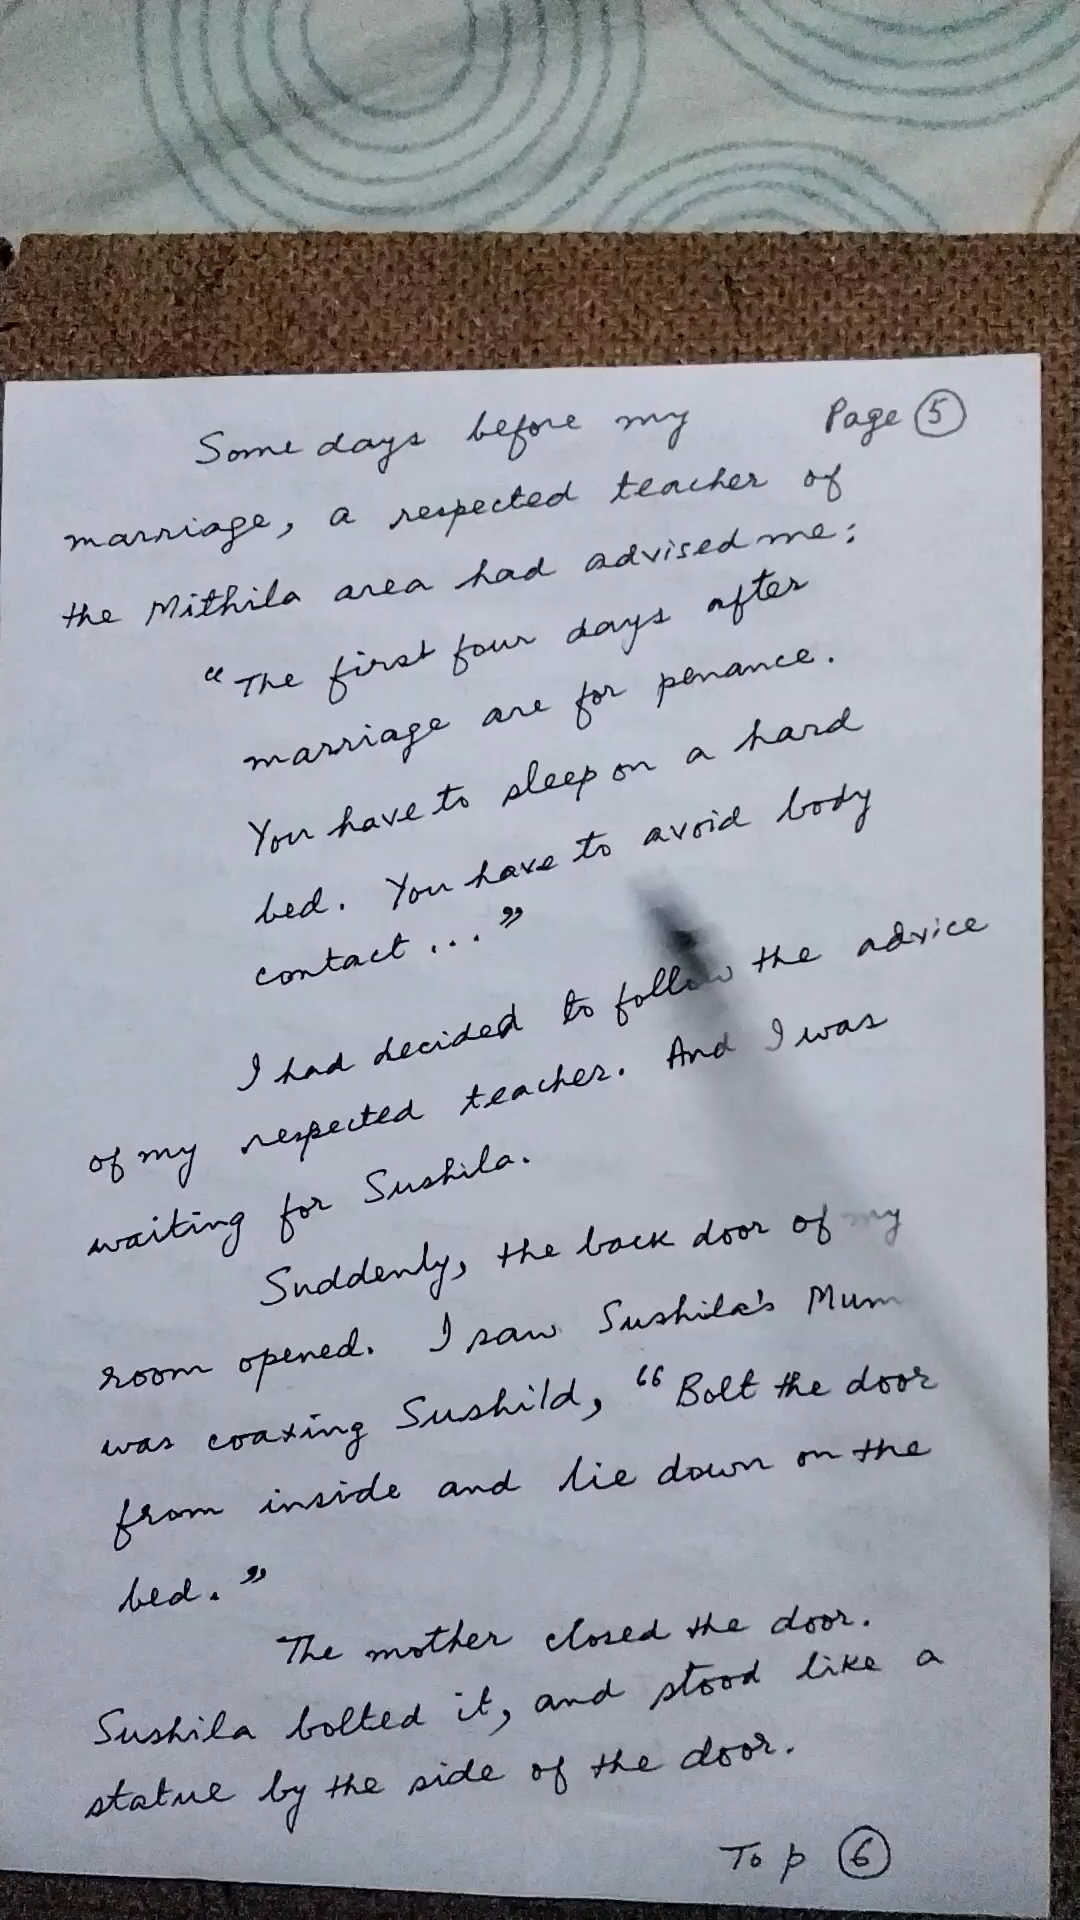 Page 5
Some days before my
marriage, a respected teacher of
the Mithila area had advised me:
“The first four days after
marriage are for penance.
You have to sleep on a hard
bed. You have to avoid body
contact ...”
I had decided to follow the advice
of my respected teacher. And I was
waiting for Sushila.
Suddenly, the back door of my
room opened. I saw Sushila's Mum
was coaxing Sushila, “Bolt the door
from inside and lie down on the
bed.”
The mother closed the door.
Sushila bolted it, and stood like a
statue by the side of the door.
To p 6